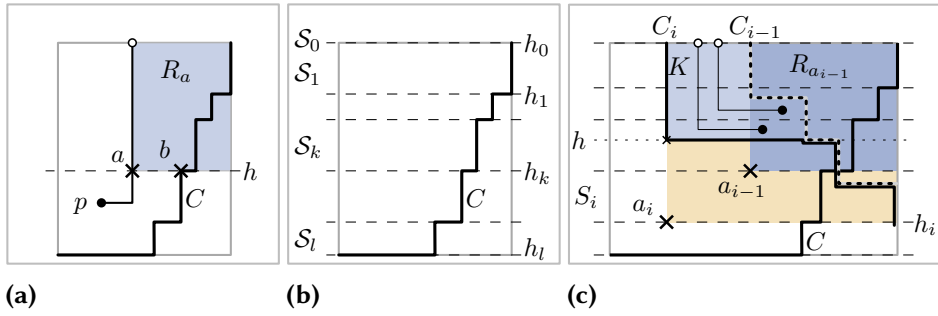 R_a
a b
h
p
C
(a)
S_0
h_0
S_1
h_1
S_k
h_k
C
S_l
h_l
(b)
C_i C_{i-1}
K R_{a_{i-1}}
h
a_{i-1}
S_i
a_i
h_i
C
(c)